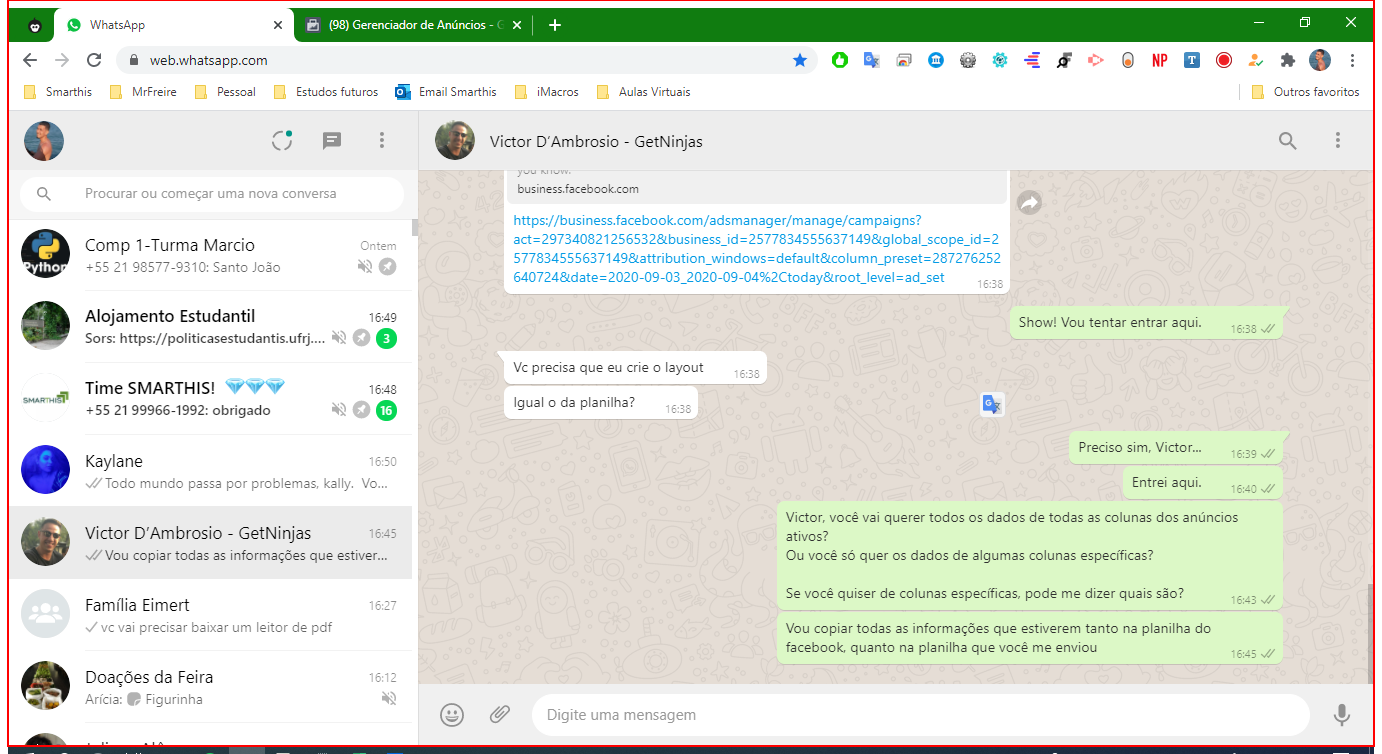 WhatsApp
(98) Gerenciador de Anúncios - G
web.whatsapp.com
NP
T
Smarthis
MrFreire
Pessoal
Estudos futuros
Email Smarthis
iMacros
Aulas Virtuais
Outros favoritos
Procurar ou começar uma nova conversa
Comp 1-Turma Marcio
Ontem
+55 21 98577-9310: Santo João
Python
Alojamento Estudantil
16:49
Sors: https://politicasestudantis.ufrj....
3
Time SMARTHIS! 💎💎💎
16:48
+55 21 99966-1992: obrigado
16
SMARTHIS
Kaylane
16:50
Todo mundo passa por problemas, kally. Vo...
Victor D'Ambrosio - GetNinjas
16:45
Vou copiar todas as informações que estiver...
Família Eimert
16:27
vc vai precisar baixar um leitor de pdf
Doações da Feira
16:12
Arícia: Figurinha
Victor D'Ambrosio - GetNinjas
you know.
business.facebook.com
https://business.facebook.com/adsmanager/manage/campaigns?
act=297340821256532&business_id=2577834555637149&global_scope_id=2
577834555637149&attribution_windows=default&column_preset=287276252
640724&date=2020-09-03_2020-09-04%2Ctoday&root_level=ad_set
16:38
Show! Vou tentar entrar aqui.
16:38
Vc precisa que eu crie o layout
16:38
Igual o da planilha?
16:38
Preciso sim, Victor...
16:39
Entrei aqui.
16:40
Victor, você vai querer todos os dados de todas as colunas dos anúncios
ativos?
Ou você só quer os dados de algumas colunas específicas?
Se você quiser de colunas específicas, pode me dizer quais são?
16:43
Vou copiar todas as informações que estiverem tanto na planilha do
facebook, quanto na planilha que você me enviou
16:45
Digite uma mensagem